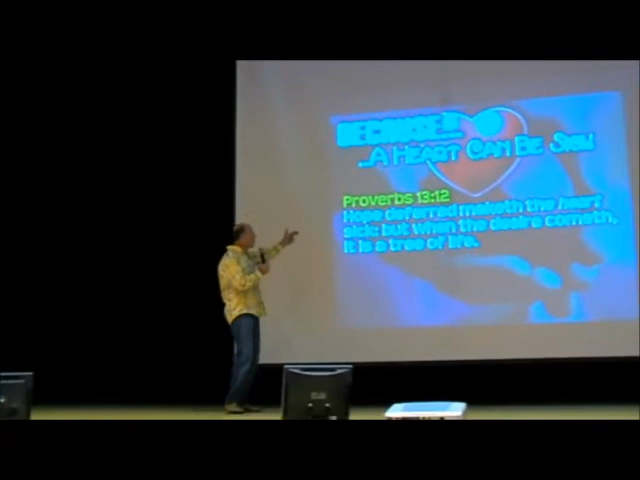 BECAUSE...
...A HEART CAN BE SICK
Proverbs 13:12
Hope deferred maketh the heart
sick: but when the desire cometh,
it is a tree of life.